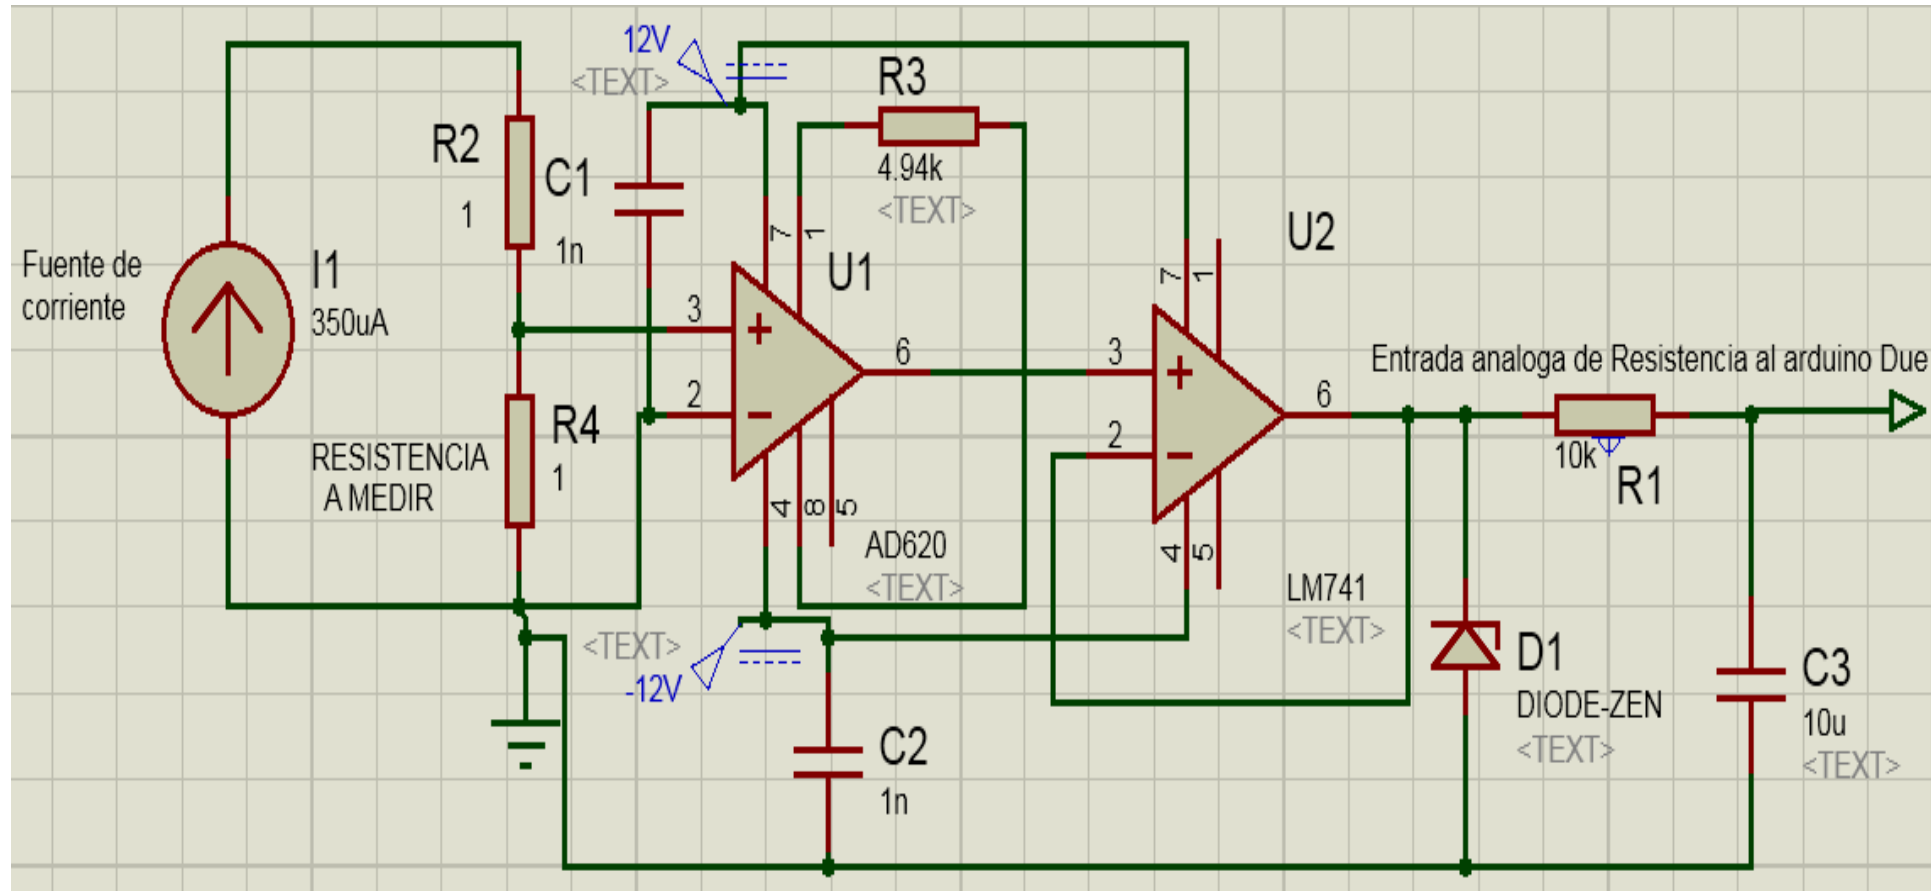 12V
<TEXT>
R3
4.94k
<TEXT>
R2
1
C1
1n
7
1
U1
Fuente de
corriente
I1
350uA
3
2
6
U2
7
1
3
2
6
Entrada analoga de Resistencia al arduino Due
10k
R1
R4
1
RESISTENCIA
A MEDIR
4
8
5
AD620
<TEXT>
4
5
LM741
<TEXT>
<TEXT>
-12V
D1
DIODE-ZEN
<TEXT>
C3
10u
<TEXT>
C2
1n